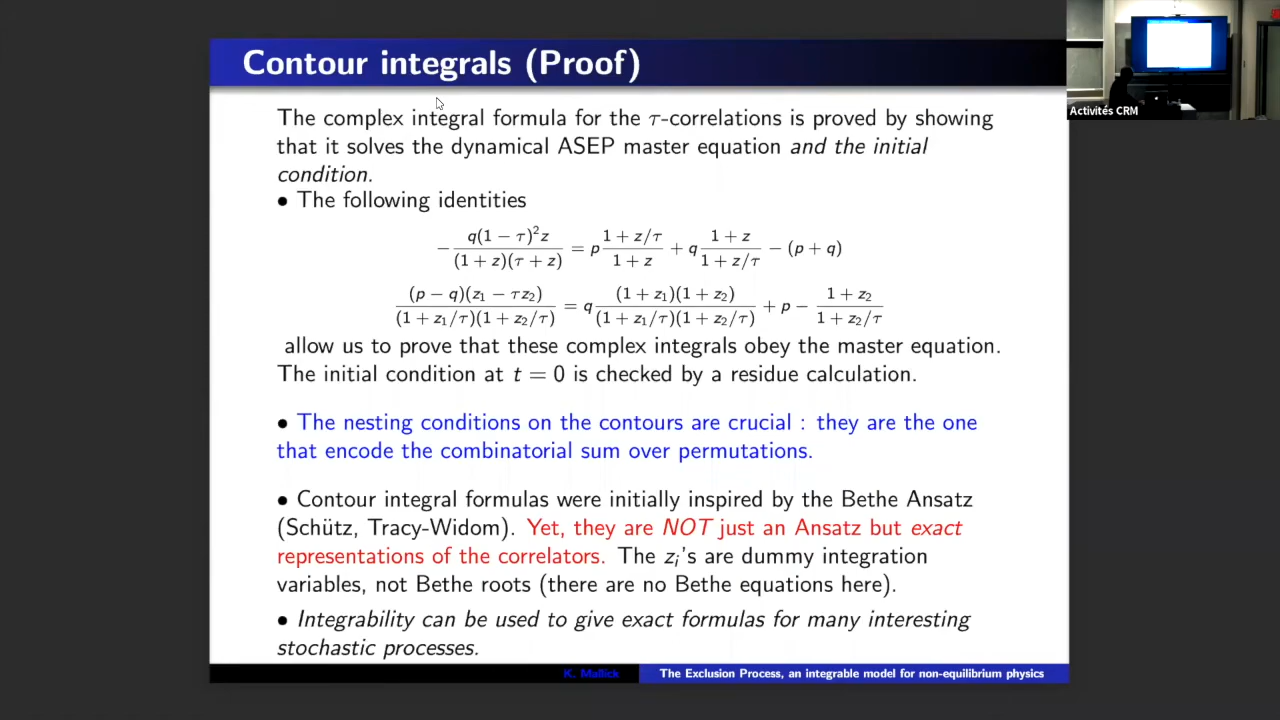 Contour integrals (Proof)
Activités CRM
The complex integral formula for the τ-correlations is proved by showing
that it solves the dynamical ASEP master equation and the initial
condition.
• The following identities
− q(1 − τ)²z / (1 + z)(τ + z) = p (1 + z/τ) / (1 + z) + q (1 + z) / (1 + z/τ) − (p + q)
(p − q)(z₁ − τz₂) / (1 + z₁/τ)(1 + z₂/τ) = q (1 + z₁)(1 + z₂) / (1 + z₁/τ)(1 + z₂/τ) + p − (1 + z₂) / (1 + z₂/τ)
allow us to prove that these complex integrals obey the master equation.
The initial condition at t = 0 is checked by a residue calculation.
• The nesting conditions on the contours are crucial : they are the one
that encode the combinatorial sum over permutations.
• Contour integral formulas were initially inspired by the Bethe Ansatz
(Schütz, Tracy-Widom). Yet, they are NOT just an Ansatz but exact
representations of the correlators. The zᵢ's are dummy integration
variables, not Bethe roots (there are no Bethe equations here).
• Integrability can be used to give exact formulas for many interesting
stochastic processes.
K. Mallick The Exclusion Process, an integrable model for non-equilibrium physics